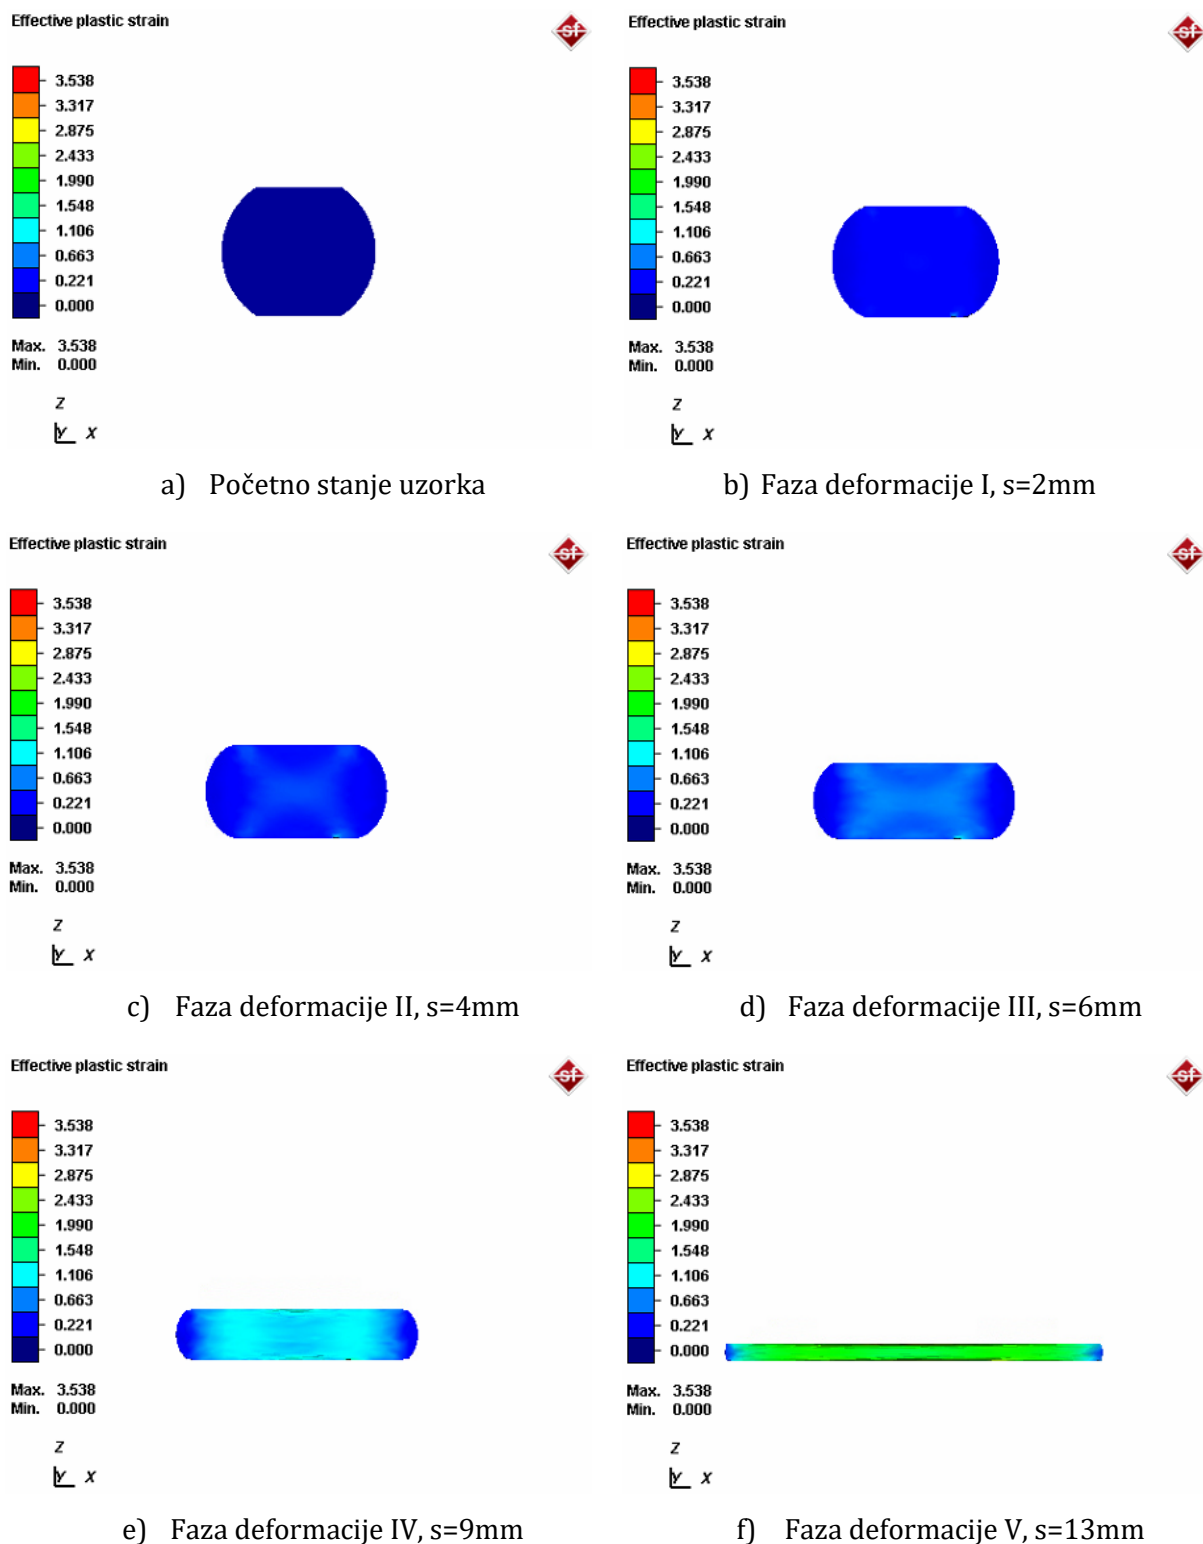 Effective plastic strain
sf
3.538
3.317
2.875
2.433
1.990
1.548
1.106
0.663
0.221
0.000
Max. 3.538
Min. 0.000
Z
Y X
a) Početno stanje uzorka
Effective plastic strain
sf
3.538
3.317
2.875
2.433
1.990
1.548
1.106
0.663
0.221
0.000
Max. 3.538
Min. 0.000
Z
Y X
b) Faza deformacije I, s=2mm
Effective plastic strain
sf
3.538
3.317
2.875
2.433
1.990
1.548
1.106
0.663
0.221
0.000
Max. 3.538
Min. 0.000
Z
Y X
c) Faza deformacije II, s=4mm
Effective plastic strain
sf
3.538
3.317
2.875
2.433
1.990
1.548
1.106
0.663
0.221
0.000
Max. 3.538
Min. 0.000
Z
Y X
d) Faza deformacije III, s=6mm
Effective plastic strain
sf
3.538
3.317
2.875
2.433
1.990
1.548
1.106
0.663
0.221
0.000
Max. 3.538
Min. 0.000
Z
Y X
e) Faza deformacije IV, s=9mm
Effective plastic strain
sf
3.538
3.317
2.875
2.433
1.990
1.548
1.106
0.663
0.221
0.000
Max. 3.538
Min. 0.000
Z
Y X
f) Faza deformacije V, s=13mm